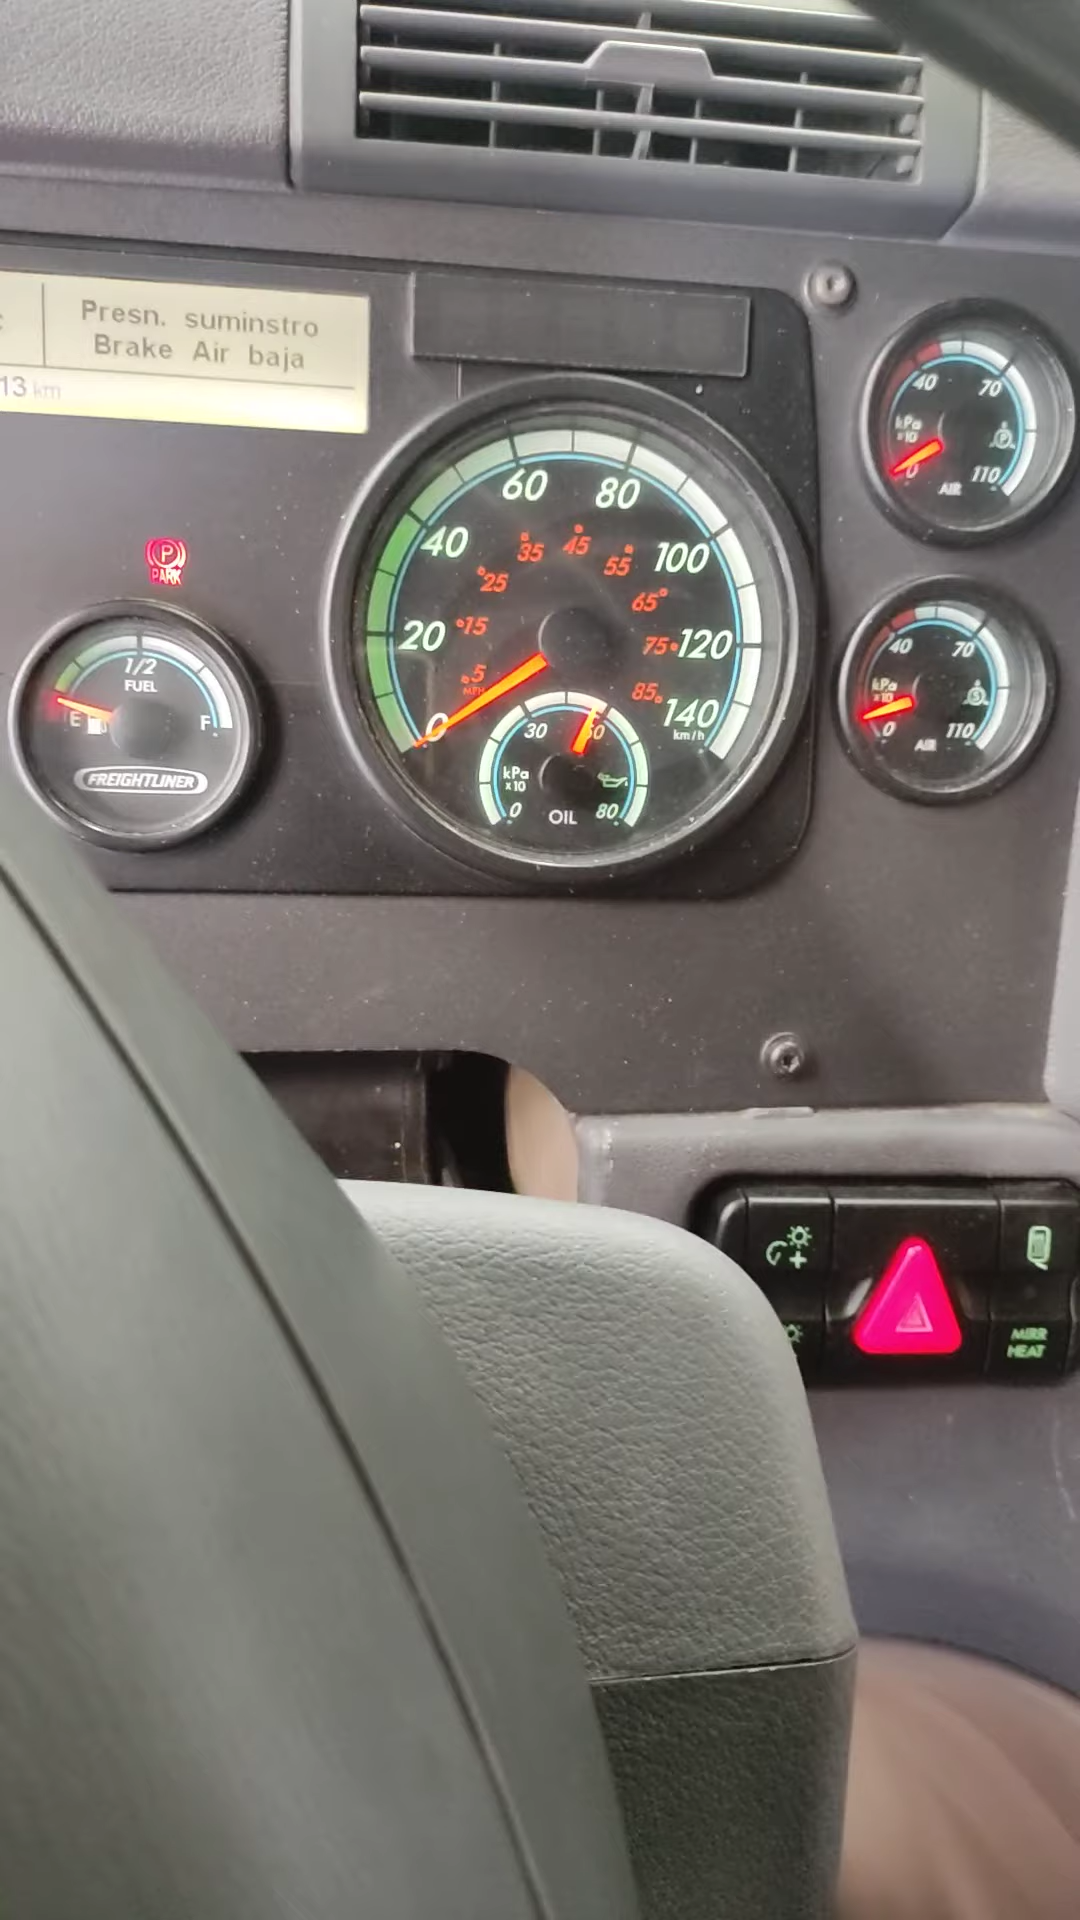 Presn. suminstro
Brake Air baja
13 km
40 70
kPa
x10
P
0 110
AIR
60 80
40 100
35 45 55
25 65
20 15 75 120
5 85
MPH
0 140
km/h
P
PARK
1/2
FUEL
E F
FREIGHTLINER
30 50
kPa
x10
0 80
OIL
40 70
kPa
x10
S
0 110
AIR
MIRR
HEAT